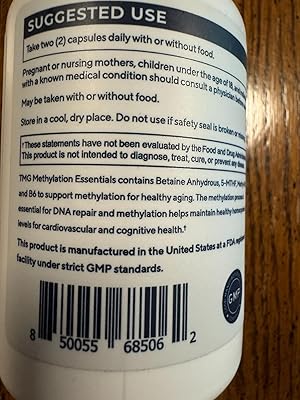 SUGGESTED USE
Take two (2) capsules daily with or without food.
Pregnant or nursing mothers, children under the age of 18, and
with a known medical condition should consult a physician
May be taken with or without food.
Store in a cool, dry place. Do not use if safety seal is broken or
†These statements have not been evaluated by the Food and Drug
This product is not intended to diagnose, treat, cure, or prevent any
TMG Methylation Essentials contains Betaine Anhydrous, 5-MTHF,
and B6 to support methylation for healthy aging. The methylation process
essential for DNA repair and methylation helps maintain healthy
levels for cardiovascular and cognitive health.†
This product is manufactured in the United States at a FDA
facility under strict GMP standards.
GMP
8 50055 68506 2